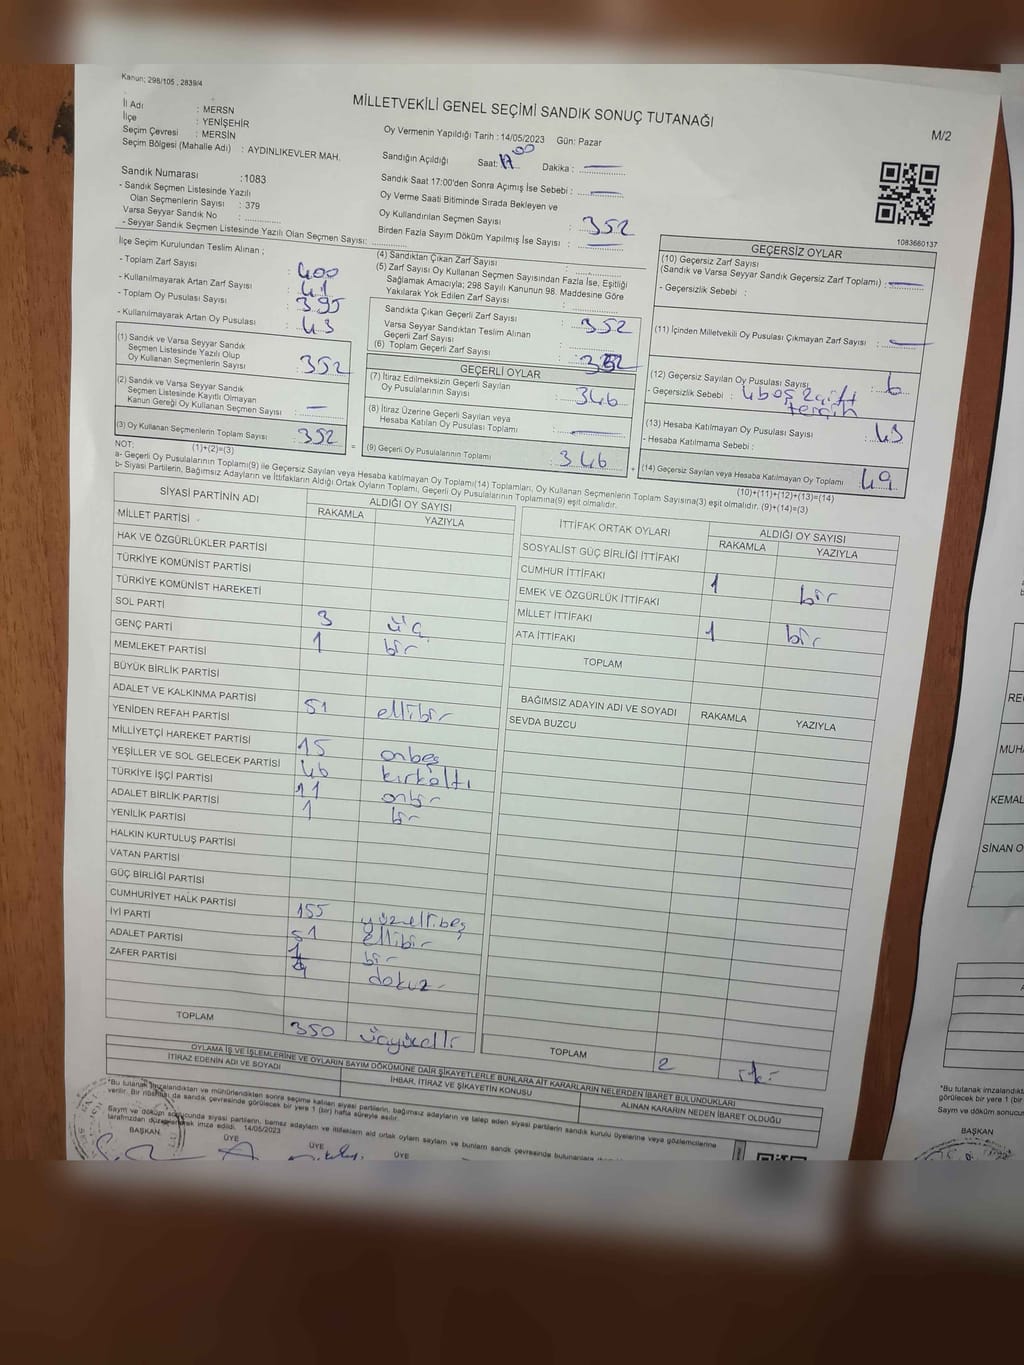 Kanun; 298/105 , 2839/4
MİLLETVEKİLİ GENEL SEÇİMİ SANDIK SONUÇ TUTANAĞI
M/2
İl Adı : MERSN
İlçe : YENİŞEHİR
Seçim Çevresi : MERSİN
Seçim Bölgesi (Mahalle Adı) : AYDINLIKEVLER MAH.
Sandık Numarası :1083
- Sandık Seçmen Listesinde Yazılı
Olan Seçmenlerin Sayısı : 379
Varsa Seyyar Sandık No :
- Seyyar Sandık Seçmen Listesinde Yazılı Olan Seçmen Sayısı:
Oy Vermenin Yapıldığı Tarih : 14/05/2023 Gün: Pazar
Sandığın Açıldığı Saat: 17 00 Dakika :
Sandık Saat 17:00'den Sonra Açımış İse Sebebi :
Oy Verme Saati Bitiminde Sırada Bekleyen ve
Oy Kullandırılan Seçmen Sayısı : 352
Birden Fazla Sayım Döküm Yapılmış İse Sayısı :
1083660137
İlçe Seçim Kurulundan Teslim Alınan ;
- Toplam Zarf Sayısı : 400
- Kullanılmayarak Artan Zarf Sayısı : 41
- Toplam Oy Pusulası Sayısı : 395
- Kullanılmayarak Artan Oy Pusulası : 43
(1) Sandık ve Varsa Seyyar Sandık
Seçmen Listesinde Yazılı Olup
Oy Kullanan Seçmenlerin Sayısı : 352
(2) Sandık ve Varsa Seyyar Sandık
Seçmen Listesinde Kayıtlı Olmayan
Kanun Gereği Oy Kullanan Seçmen Sayısı : –
(3) Oy Kullanan Seçmenlerin Toplam Sayısı : 352
(1)+(2)=(3)
(4) Sandıktan Çıkan Zarf Sayısı :
(5) Zarf Sayısı Oy Kullanan Seçmen Sayısından Fazla İse, Eşitliği
Sağlamak Amacıyla; 298 Sayılı Kanunun 98. Maddesine Göre
Yakılarak Yok Edilen Zarf Sayısı :
Sandıkta Çıkan Geçerli Zarf Sayısı : 352
Varsa Seyyar Sandıktan Teslim Alınan
Geçerli Zarf Sayısı :
(6) Toplam Geçerli Zarf Sayısı : 352
GEÇERLİ OYLAR
(7) İtiraz Edilmeksizin Geçerli Sayılan
Oy Pusulalarının Sayısı : 346
(8) İtiraz Üzerine Geçerli Sayılan veya
Hesaba Katılan Oy Pusulası Toplamı :
(9) Geçerli Oy Pusulalarının Toplamı : 346
GEÇERSİZ OYLAR
(10) Geçersiz Zarf Sayısı
(Sandık ve Varsa Seyyar Sandık Geçersiz Zarf Toplamı) :
- Geçersizlik Sebebi :
(11) İçinden Milletvekili Oy Pusulası Çıkmayan Zarf Sayısı :
(12) Geçersiz Sayılan Oy Pusulası Sayısı : 6
- Geçersizlik Sebebi : 4 boş 2 çift
tercih
(13) Hesaba Katılmayan Oy Pusulası Sayısı : 43
- Hesaba Katılmama Sebebi :
(14) Geçersiz Sayılan veya Hesaba Katılmayan Oy Toplamı : 49
(10)+(11)+(12)+(13)=(14)
NOT:
a- Geçerli Oy Pusulasının Toplamı(9) ile Geçersiz Sayılan veya Hesaba katılmayan Oy Toplamı(14) Toplamları, Oy Kullanan Seçmenlerin Toplam Sayısına(3) eşit olmalıdır. (9)+(14)=(3)
b- Siyasi Partilerin, Bağımsız Adayların ve İttifakların Aldığı Ortak Oyların Toplamı, Geçerli Oy Pusulalarının Toplamına(9) eşit olmalıdır.
SİYASİ PARTİNİN ADI ALDIĞI OY SAYISI
RAKAMLA YAZIYLA
MİLLET PARTİSİ
HAK VE ÖZGÜRLÜKLER PARTİSİ
TÜRKİYE KOMÜNİST PARTİSİ
TÜRKİYE KOMÜNİST HAREKETİ
SOL PARTİ 3 üç
GENÇ PARTİ 1 bir
MEMLEKET PARTİSİ
BÜYÜK BİRLİK PARTİSİ
ADALET VE KALKINMA PARTİSİ 51 ellibir
YENİDEN REFAH PARTİSİ
MİLLİYETÇİ HAREKET PARTİSİ 15 onbeş
YEŞİLLER VE SOL GELECEK PARTİSİ 46 kırkaltı
TÜRKİYE İŞÇİ PARTİSİ 11 onbir
ADALET BİRLİK PARTİSİ 1 bir
YENİLİK PARTİSİ
HALKIN KURTULUŞ PARTİSİ
VATAN PARTİSİ
GÜÇ BİRLİĞİ PARTİSİ
CUMHURİYET HALK PARTİSİ 155 yüzellibeş
İYİ PARTİ 51 ellibir
ADALET PARTİSİ 1 bir
ZAFER PARTİSİ 9 dokuz
TOPLAM 350 üçyüzelli
İTTİFAK ORTAK OYLARI ALDIĞI OY SAYISI
RAKAMLA YAZIYLA
SOSYALİST GÜÇ BİRLİĞİ İTTİFAKI
CUMHUR İTTİFAKI 1 bir
EMEK VE ÖZGÜRLÜK İTTİFAKI
MİLLET İTTİFAKI 1 bir
ATA İTTİFAKI
TOPLAM
BAĞIMSIZ ADAYIN ADI VE SOYADI RAKAMLA YAZIYLA
SEVDA BUZCU
TOPLAM 2 iki
OYLAMA İŞ VE İŞLEMLERİNE VE OYLARIN SAYIM DÖKÜMÜNE DAİR ŞİKAYETLERLE BUNLARA AİT KARARLARIN NELERDEN İBARET BULUNDUKLARI
İTİRAZ EDENİN ADI VE SOYADI İHBAR, İTİRAZ VE ŞİKAYETİN KONUSU ALINAN KARARIN NEDEN İBARET OLDUĞU
*Bu tutanak imzalandıktan ve mühürlendikten sonra seçime katılan siyasi partilerin, bağımsız adayların ve talep eden siyasi partilerin sandık kurulu üyelerine veya gözlemcilerine
verilir. Bir nüshası da sandık çevresinde görülecek bir yere 1 (bir) hafta süreyle asılır.
tarafımızdan düzenlenerek imza edildi. 14/05/2023
BAŞKAN ÜYE ÜYE ÜYE
MUH
KEMAL
SİNAN O
*Bu tutanak imzalandıkt
görülecek bir yere 1 (bir)
Sayım ve döküm sonucun
BAŞKAN